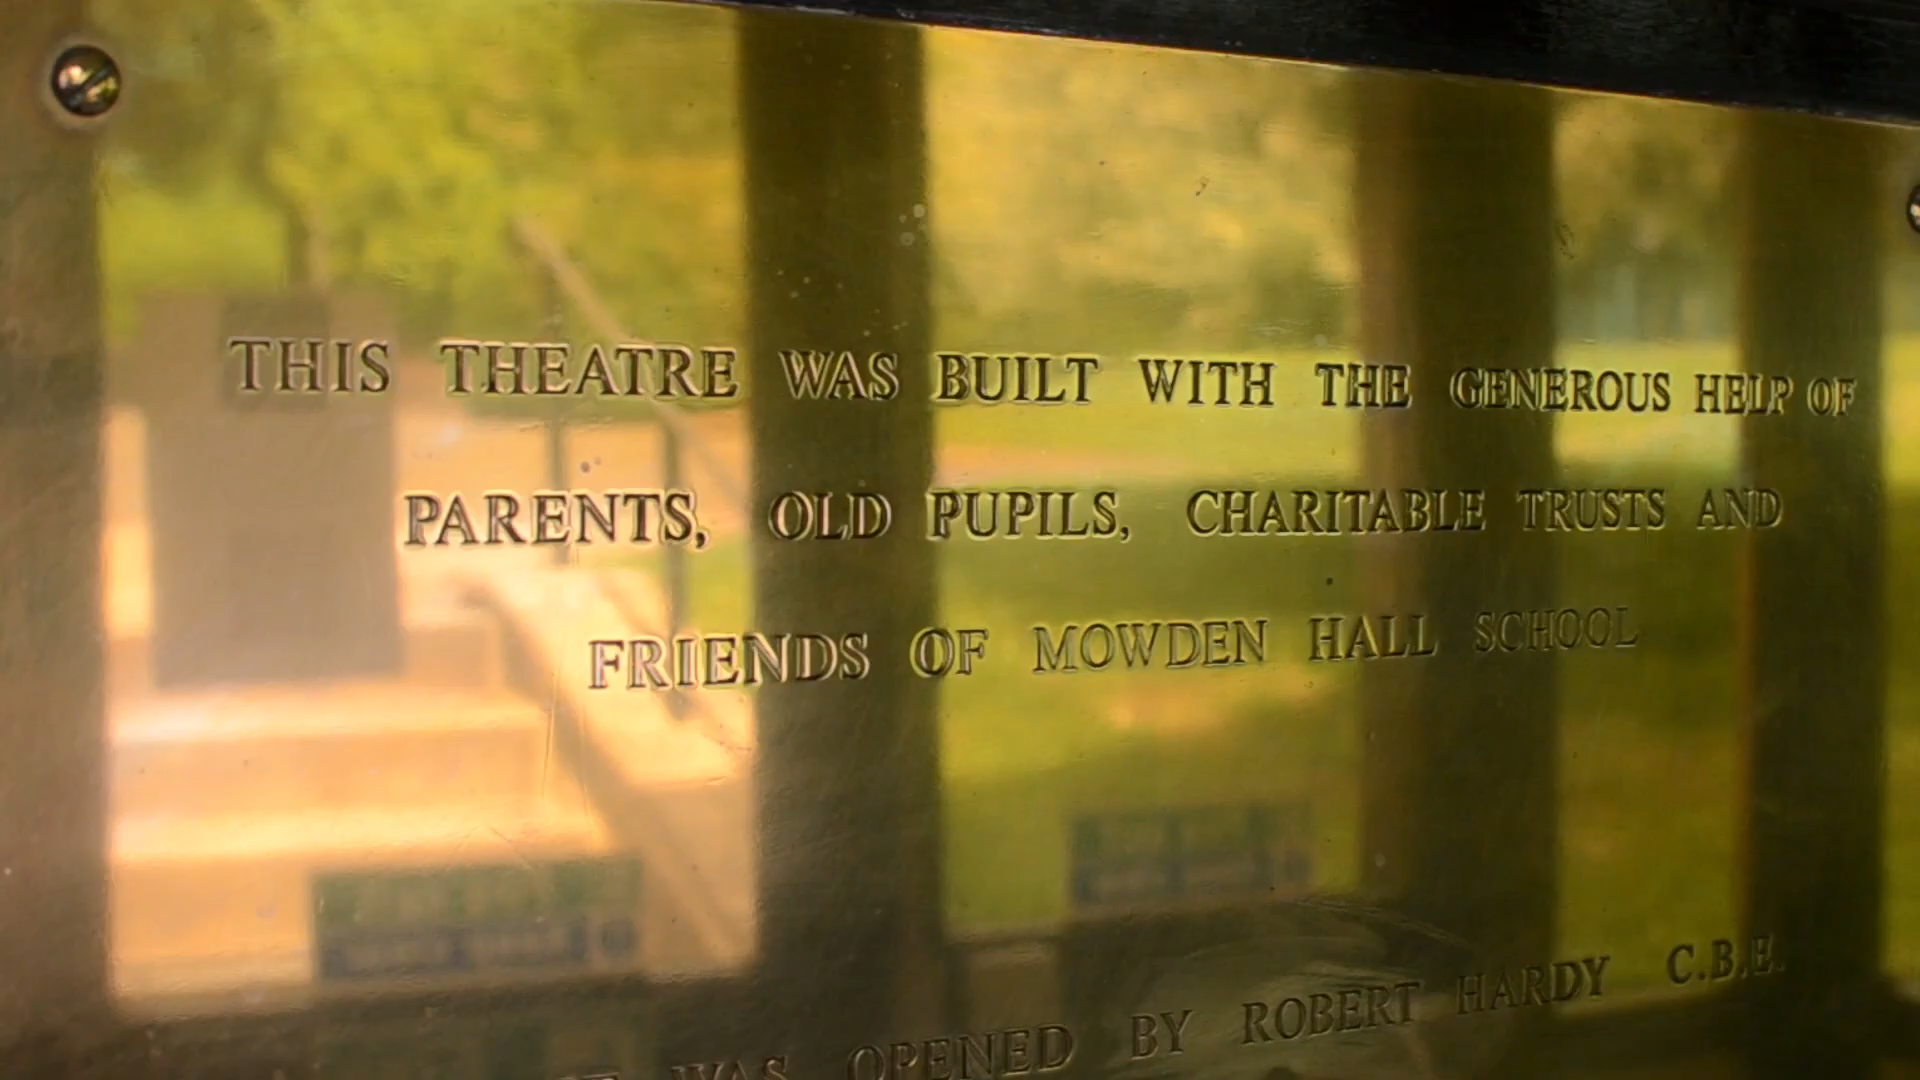 THIS THEATRE WAS BUILT WITH THE GENEROUS HELP OF
PARENTS, OLD PUPILS, CHARITABLE TRUSTS AND
FRIENDS OF MOWDEN HALL SCHOOL
WAS OPENED BY ROBERT HARDY C.B.E.